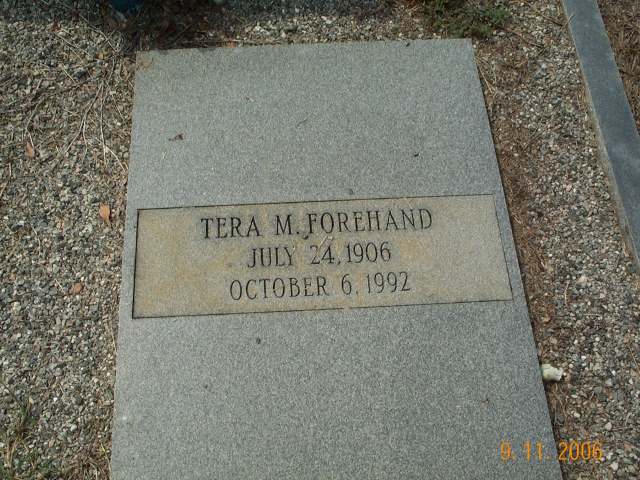 TERA M. FOREHAND
JULY 24, 1906
OCTOBER 6, 1992
9. 11. 2006